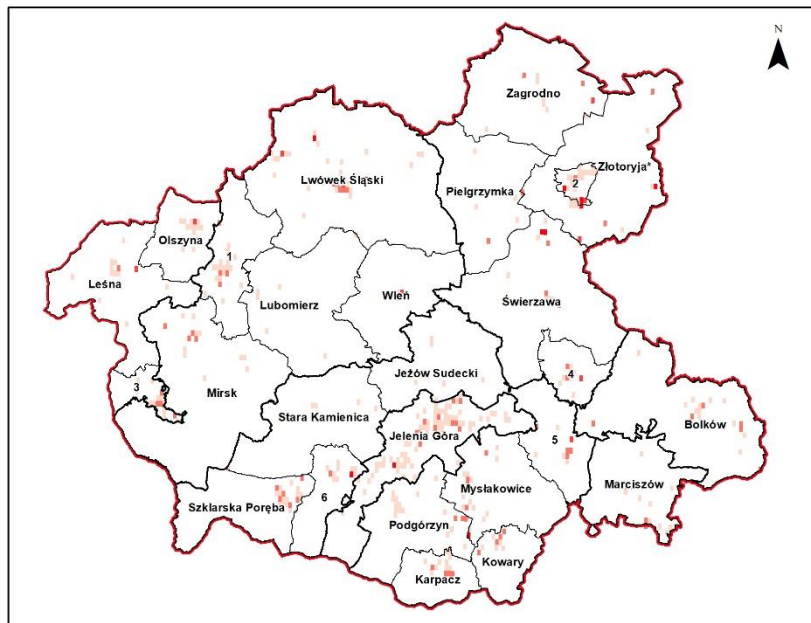 N
Zagrodno
Złotoryja*
2
Pielgrzymka
Lwówek Śląski
Olszyna
1
Leśna
Lubomierz
Wleń
Świerzawa
3
Mirsk
Jeżów Sudecki
4
Stara Kamienica
Jelenia Góra
5
Bolków
Szklarska Poręba
6
Mysłakowice
Marciszów
Podgórzyn
Kowary
Karpacz